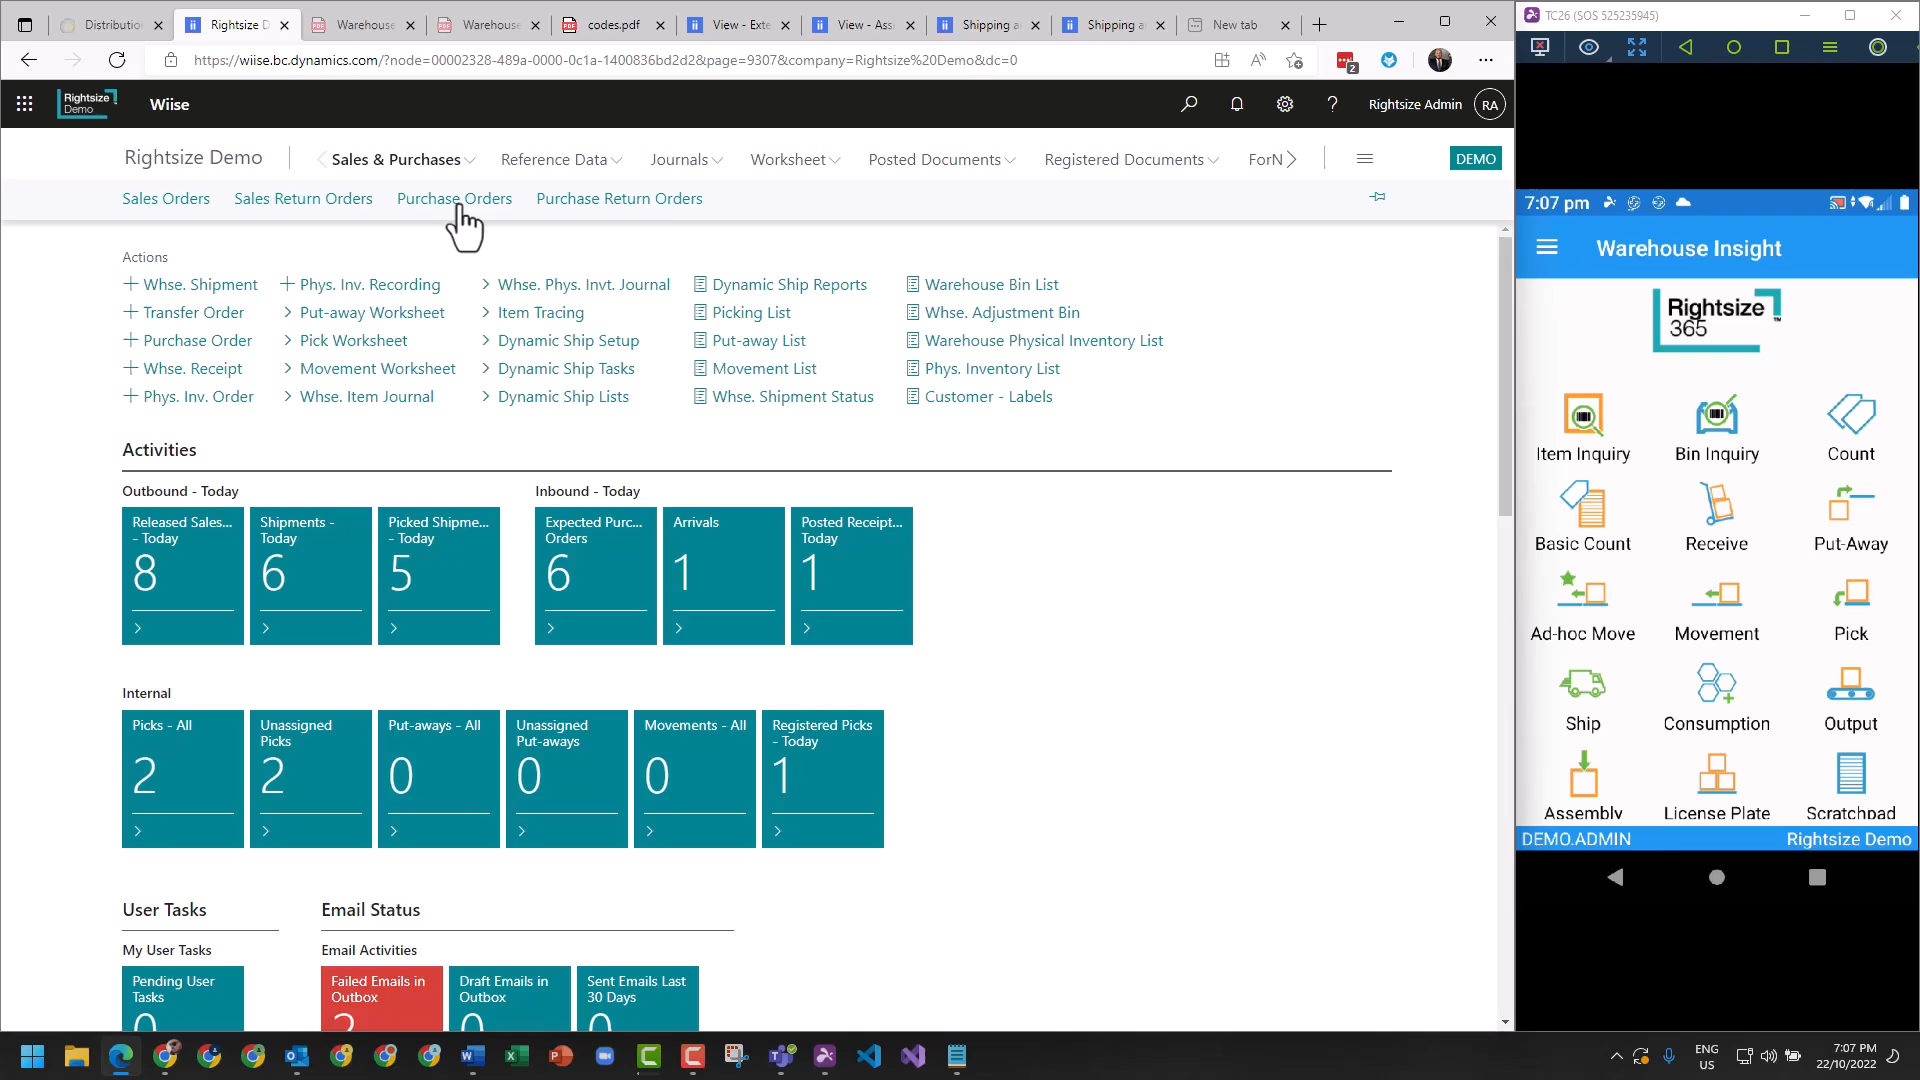 Distribution
Rightsize D
Warehouse
Warehouse
codes.pdf
View - Exte
View - Ass
Shipping a
Shipping a
New tab
TC26 (SOS 525235945)
https://wiise.bc.dynamics.com/?node=00002328-489a-0000-0c1a-1400836bd2d2&page=9307&company=Rightsize%20Demo&dc=0
2
Rightsize
Demo
Wiise
Rightsize Admin
RA
Rightsize Demo
Sales & Purchases
Reference Data
Journals
Worksheet
Posted Documents
Registered Documents
ForN
DEMO
Sales Orders
Sales Return Orders
Purchase Orders
Purchase Return Orders
Actions
Whse. Shipment
Phys. Inv. Recording
Whse. Phys. Invt. Journal
Dynamic Ship Reports
Warehouse Bin List
Transfer Order
Put-away Worksheet
Item Tracing
Picking List
Whse. Adjustment Bin
Purchase Order
Pick Worksheet
Dynamic Ship Setup
Put-away List
Warehouse Physical Inventory List
Whse. Receipt
Movement Worksheet
Dynamic Ship Tasks
Movement List
Phys. Inventory List
Phys. Inv. Order
Whse. Item Journal
Dynamic Ship Lists
Whse. Shipment Status
Customer - Labels
Activities
Outbound - Today
Inbound - Today
Released Sales...
- Today
8
Shipments -
Today
6
Picked Shipme...
- Today
5
Expected Purc...
Orders
6
Arrivals
1
Posted Receipt...
Today
1
Internal
Picks - All
2
Unassigned
Picks
2
Put-aways - All
0
Unassigned
Put-aways
0
Movements - All
0
Registered Picks
- Today
1
User Tasks
Email Status
My User Tasks
Email Activities
Pending User
Tasks
0
Failed Emails in
Outbox
2
Draft Emails in
Outbox
0
Sent Emails Last
30 Days
0
7:07 pm
Warehouse Insight
Rightsize™
365
Item Inquiry
Bin Inquiry
Count
Basic Count
Receive
Put-Away
Ad-hoc Move
Movement
Pick
Ship
Consumption
Output
Assembly
License Plate
Scratchpad
DEMO.ADMIN
Rightsize Demo
ENG
US
7:07 PM
22/10/2022